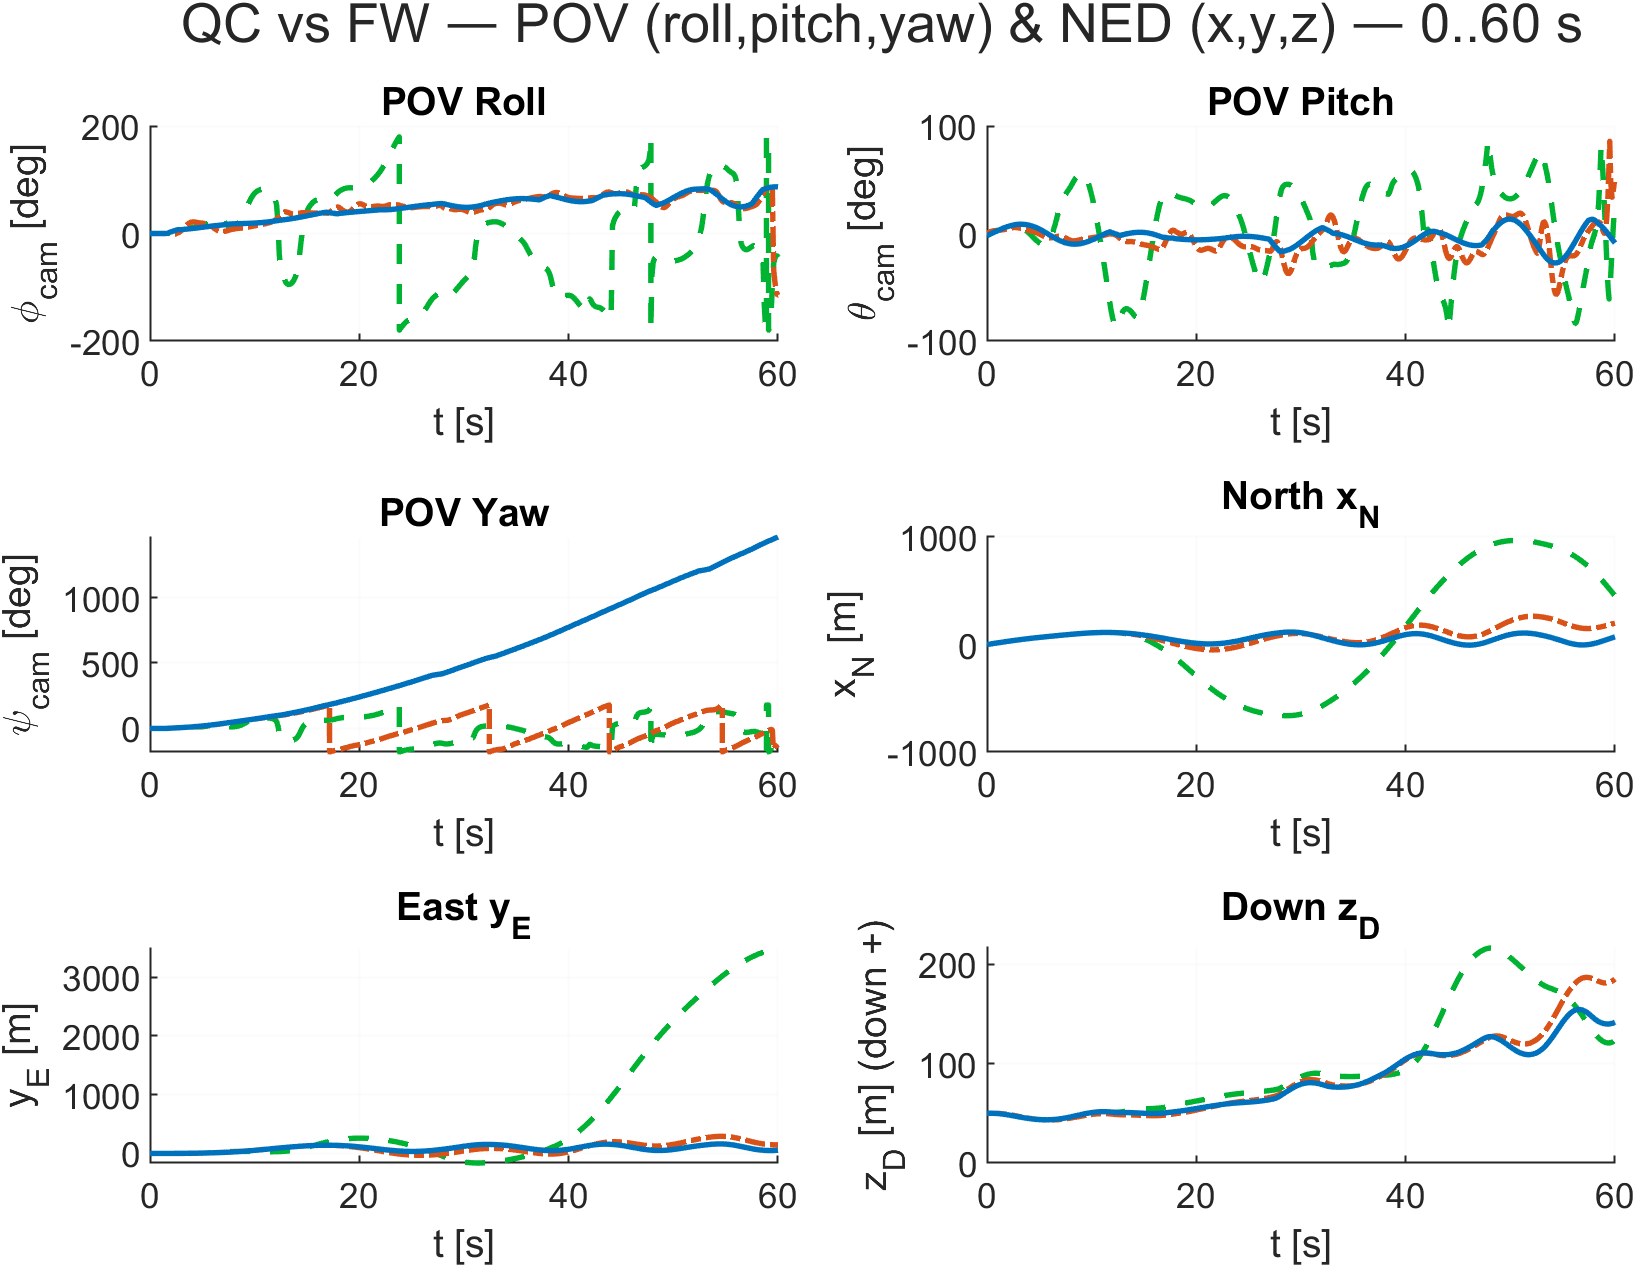 QC vs FW — POV (roll,pitch,yaw) & NED (x,y,z) — 0..60 s
POV Roll
ϕcam [deg]
200
0
-200
0 20 40 60
t [s]
POV Pitch
θcam [deg]
100
0
-100
0 20 40 60
t [s]
POV Yaw
ψcam [deg]
1000
500
0
0 20 40 60
t [s]
North xN
xN [m]
1000
0
-1000
0 20 40 60
t [s]
East yE
yE [m]
3000
2000
1000
0
0 20 40 60
t [s]
Down zD
zD [m] (down +)
200
100
0
0 20 40 60
t [s]